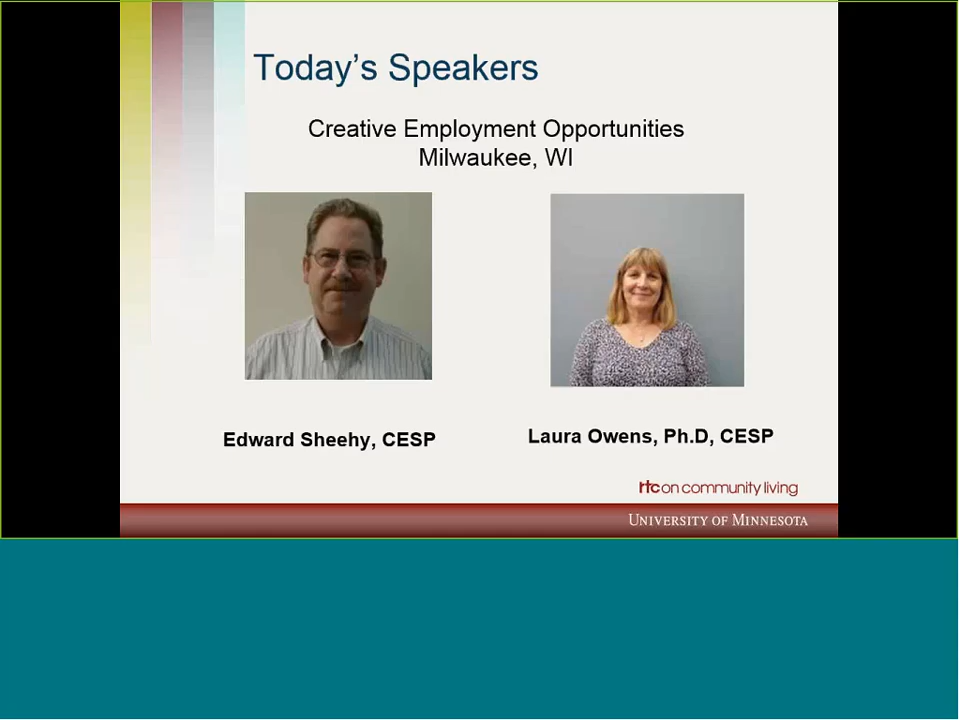 Today's Speakers
Creative Employment Opportunities
Milwaukee, WI
Edward Sheehy, CESP
Laura Owens, Ph.D, CESP
rtc on community living
UNIVERSITY OF MINNESOTA